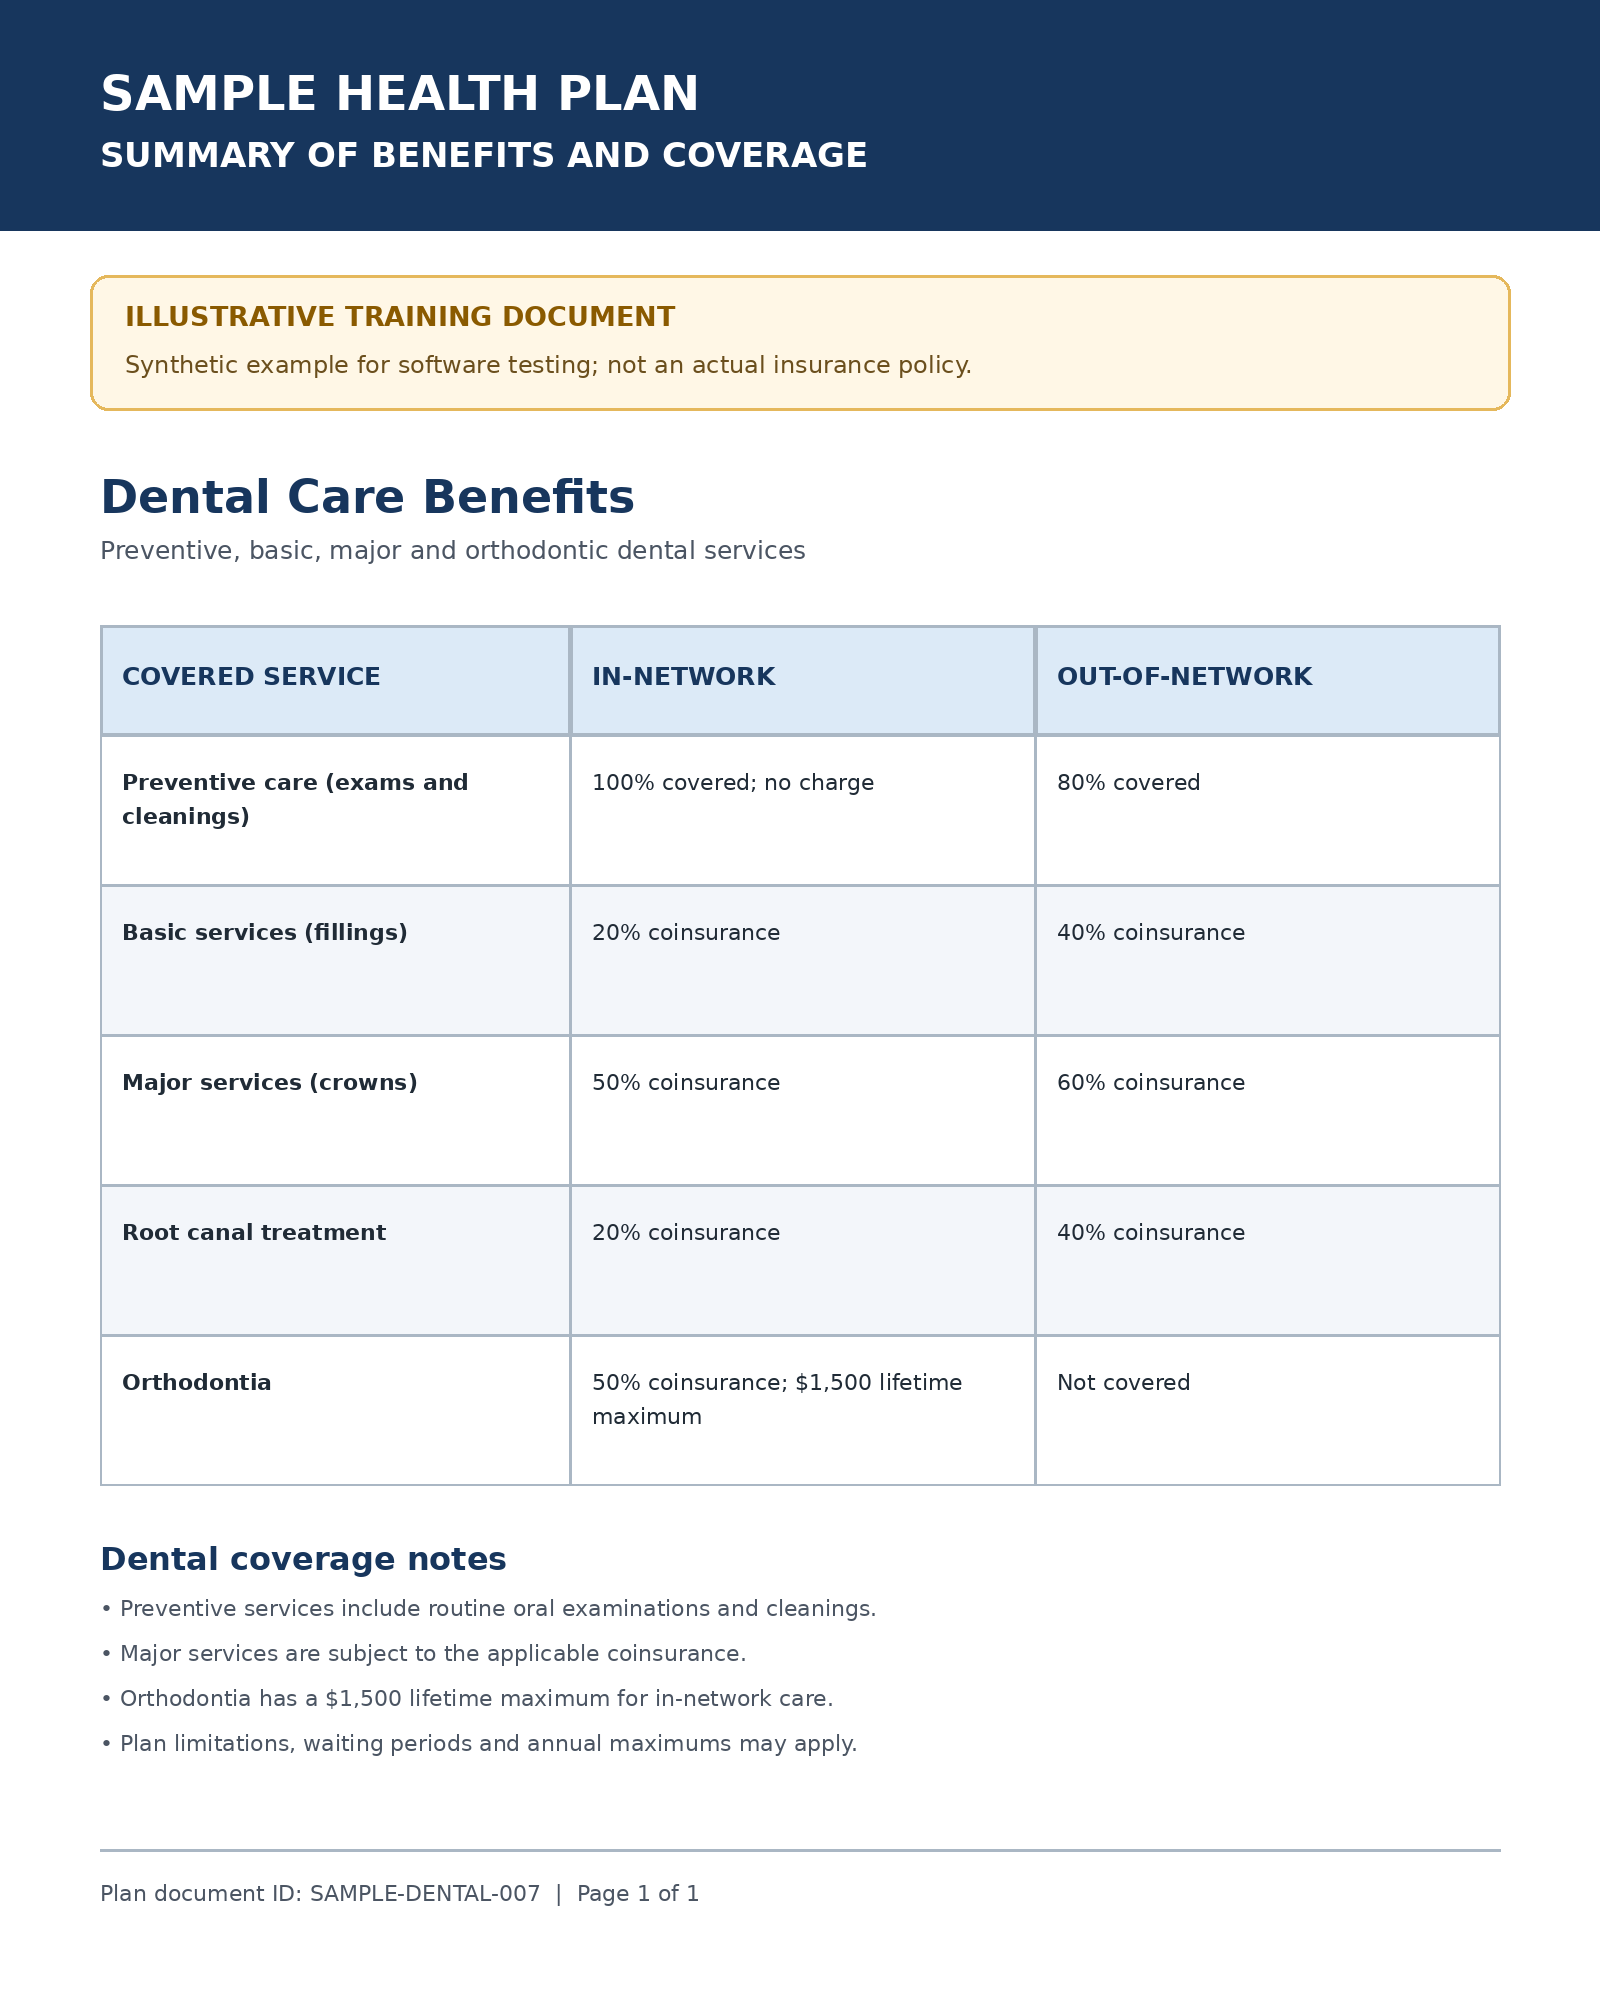 SAMPLE HEALTH PLAN
SUMMARY OF BENEFITS AND COVERAGE
ILLUSTRATIVE TRAINING DOCUMENT
Synthetic example for software testing; not an actual insurance policy.
Dental Care Benefits
Preventive, basic, major and orthodontic dental services
COVERED SERVICE IN-NETWORK OUT-OF-NETWORK
Preventive care (exams and 100% covered; no charge 80% covered
cleanings)
Basic services (fillings) 20% coinsurance 40% coinsurance
Major services (crowns) 50% coinsurance 60% coinsurance
Root canal treatment 20% coinsurance 40% coinsurance
Orthodontia 50% coinsurance; $1,500 lifetime Not covered
maximum
Dental coverage notes
• Preventive services include routine oral examinations and cleanings.
• Major services are subject to the applicable coinsurance.
• Orthodontia has a $1,500 lifetime maximum for in-network care.
• Plan limitations, waiting periods and annual maximums may apply.
Plan document ID: SAMPLE-DENTAL-007 | Page 1 of 1